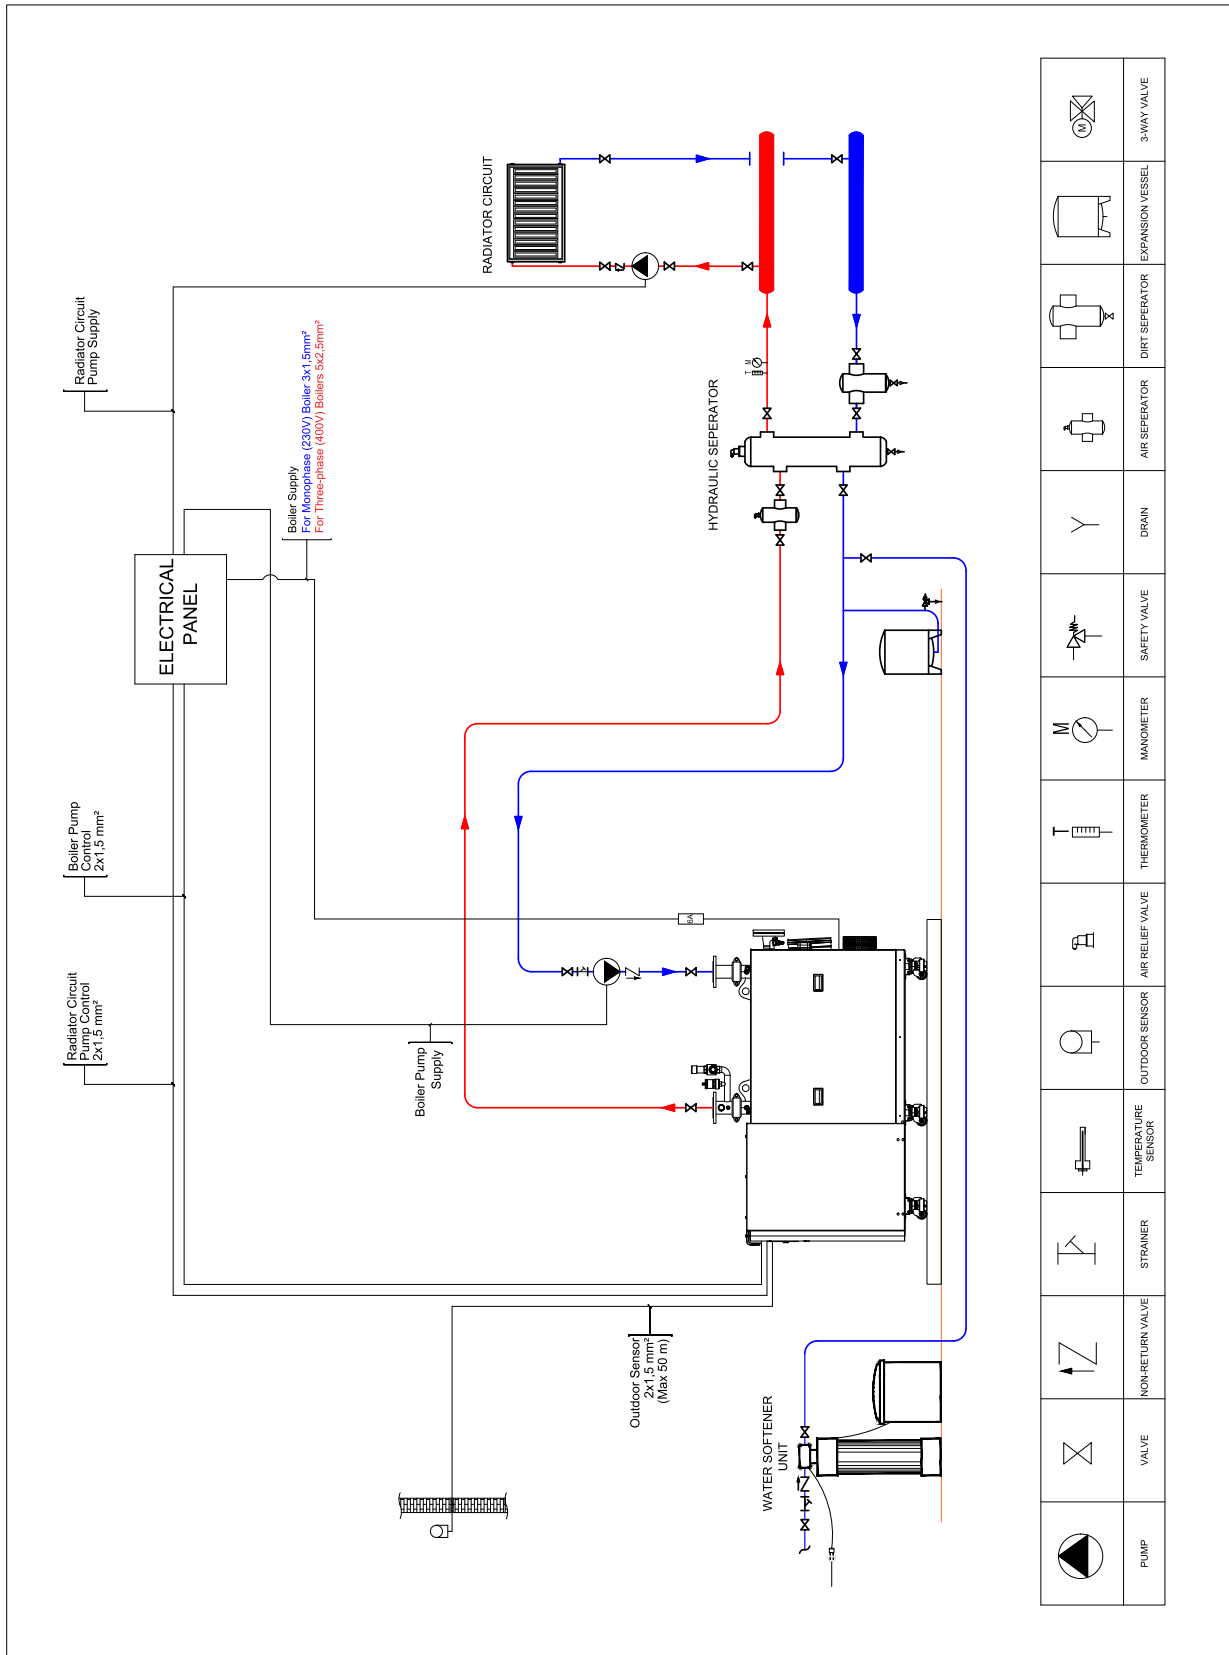 Radiator Circuit
Pump Control
2x1,5 mm²
Boiler Pump
Control
2x1,5 mm²
Radiator Circuit
Pump Supply
ELECTRICAL
PANEL
Boiler Supply
For Monophase (230V) Boiler 3x1,5mm²
For Three-phase (400V) Boilers 5x2,5mm²
Boiler Pump
Supply
RADIATOR CIRCUIT
Outdoor Sensor
2x1,5 mm²
(Max 50 m)
6A
HYDRAULIC SEPERATOR
T
M
WATER SOFTENER
UNIT
T
M
M
PUMP
VALVE
NON-RETURN VALVE
STRAINER
TEMPERATURE
SENSOR
OUTDOOR SENSOR
AIR RELIEF VALVE
THERMOMETER
MANOMETER
SAFETY VALVE
DRAIN
AIR SEPERATOR
DIRT SEPERATOR
EXPANSION VESSEL
3-WAY VALVE